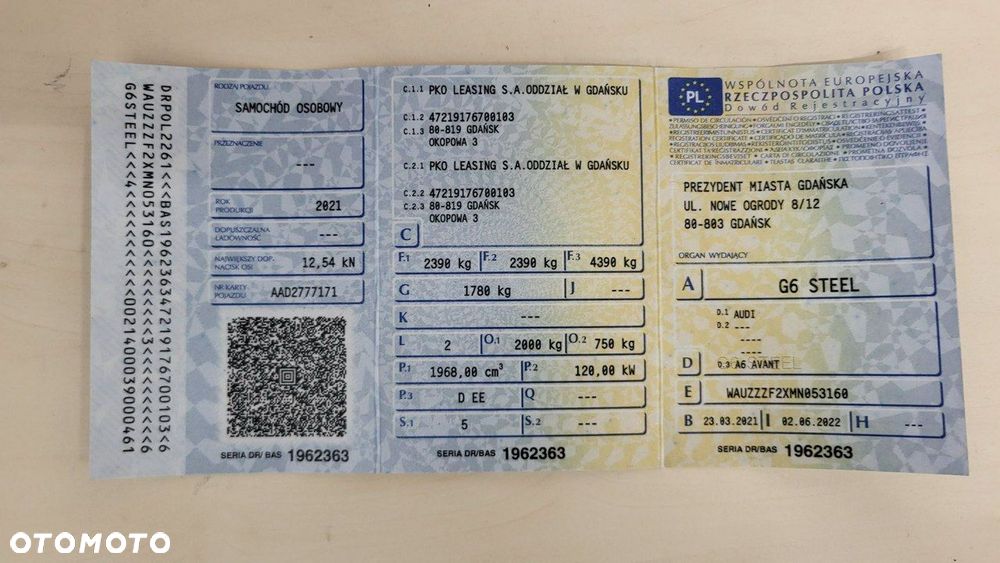 DRPOL2261<<BAS19623634721917670​0103<6
WAUZZZF2XMN053160<<<<<<<3<<<<<<<6
G6STEEL<<4<<<<<<<<<0021400039000461
RODZAJ POJAZDU
SAMOCHÓD OSOBOWY
PRZEZNACZENIE
---
ROK PRODUKCJI 2021
DOPUSZCZALNA ŁADOWNOŚĆ ---
NAJWIĘKSZY DOP. NACISK OSI 12,54 kN
NR KARTY POJAZDU AAD2777171
SERIA DR/ BAS 1962363
C.1.1 PKO LEASING S.A.ODDZIAŁ W GDAŃSKU
C.1.2 47219176700103
C.1.3 80-819 GDAŃSK
OKOPOWA 3
C.2.1 PKO LEASING S.A.ODDZIAŁ W GDAŃSKU
C.2.2 47219176700103
C.2.3 80-819 GDAŃSK
OKOPOWA 3
C
F.1 2390 kg F.2 2390 kg F.3 4390 kg
G 1780 kg J ---
K ---
L 2 O.1 2000 kg O.2 750 kg
P.1 1968,00 cm³ P.2 120,00 kW
P.3 D EE Q ---
S.1 5 S.2 ---
SERIA DR/ BAS 1962363
PL
WSPÓLNOTA EUROPEJSKA
RZECZPOSPOLITA POLSKA
Dowód Rejestracyjny
PREZYDENT MIASTA GDAŃSKA
UL. NOWE OGRODY 8/12
80-803 GDAŃSK
ORGAN WYDAJĄCY
A G6 STEEL
D.1 AUDI
D.2 ---
----
----
D D.3 A6 AVANT
E WAUZZZF2XMN053160
B 23.03.2021 I 02.06.2022 H ---
SERIA DR/ BAS 1962363
OTOMOTO